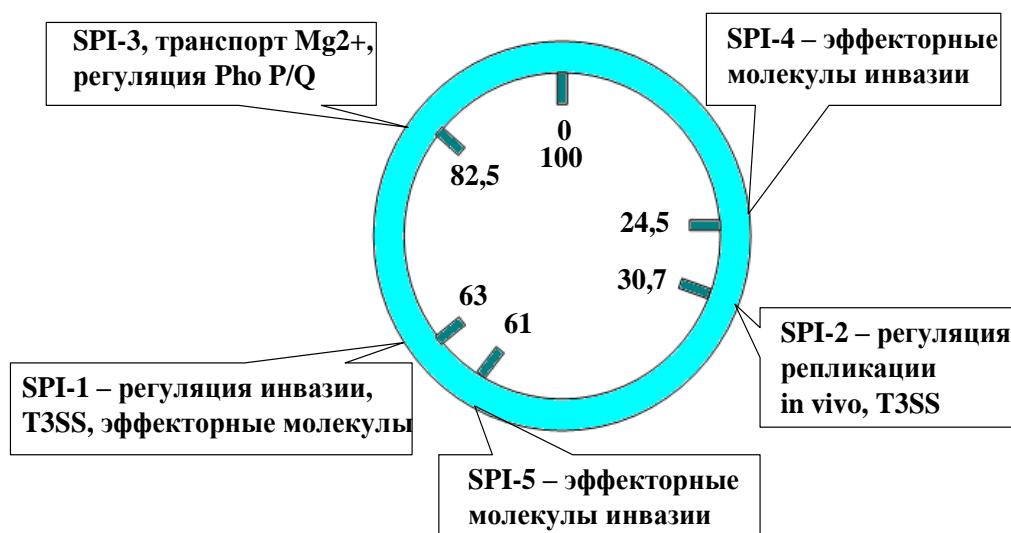 SPI-3, транспорт Mg2+,
регуляция Pho P/Q
SPI-4 – эффекторные
молекулы инвазии
0
100
82,5
24,5
30,7
63
61
SPI-2 – регуляция
репликации
in vivo, T3SS
SPI-1 – регуляция инвазии,
T3SS, эффекторные молекулы
SPI-5 – эффекторные
молекулы инвазии